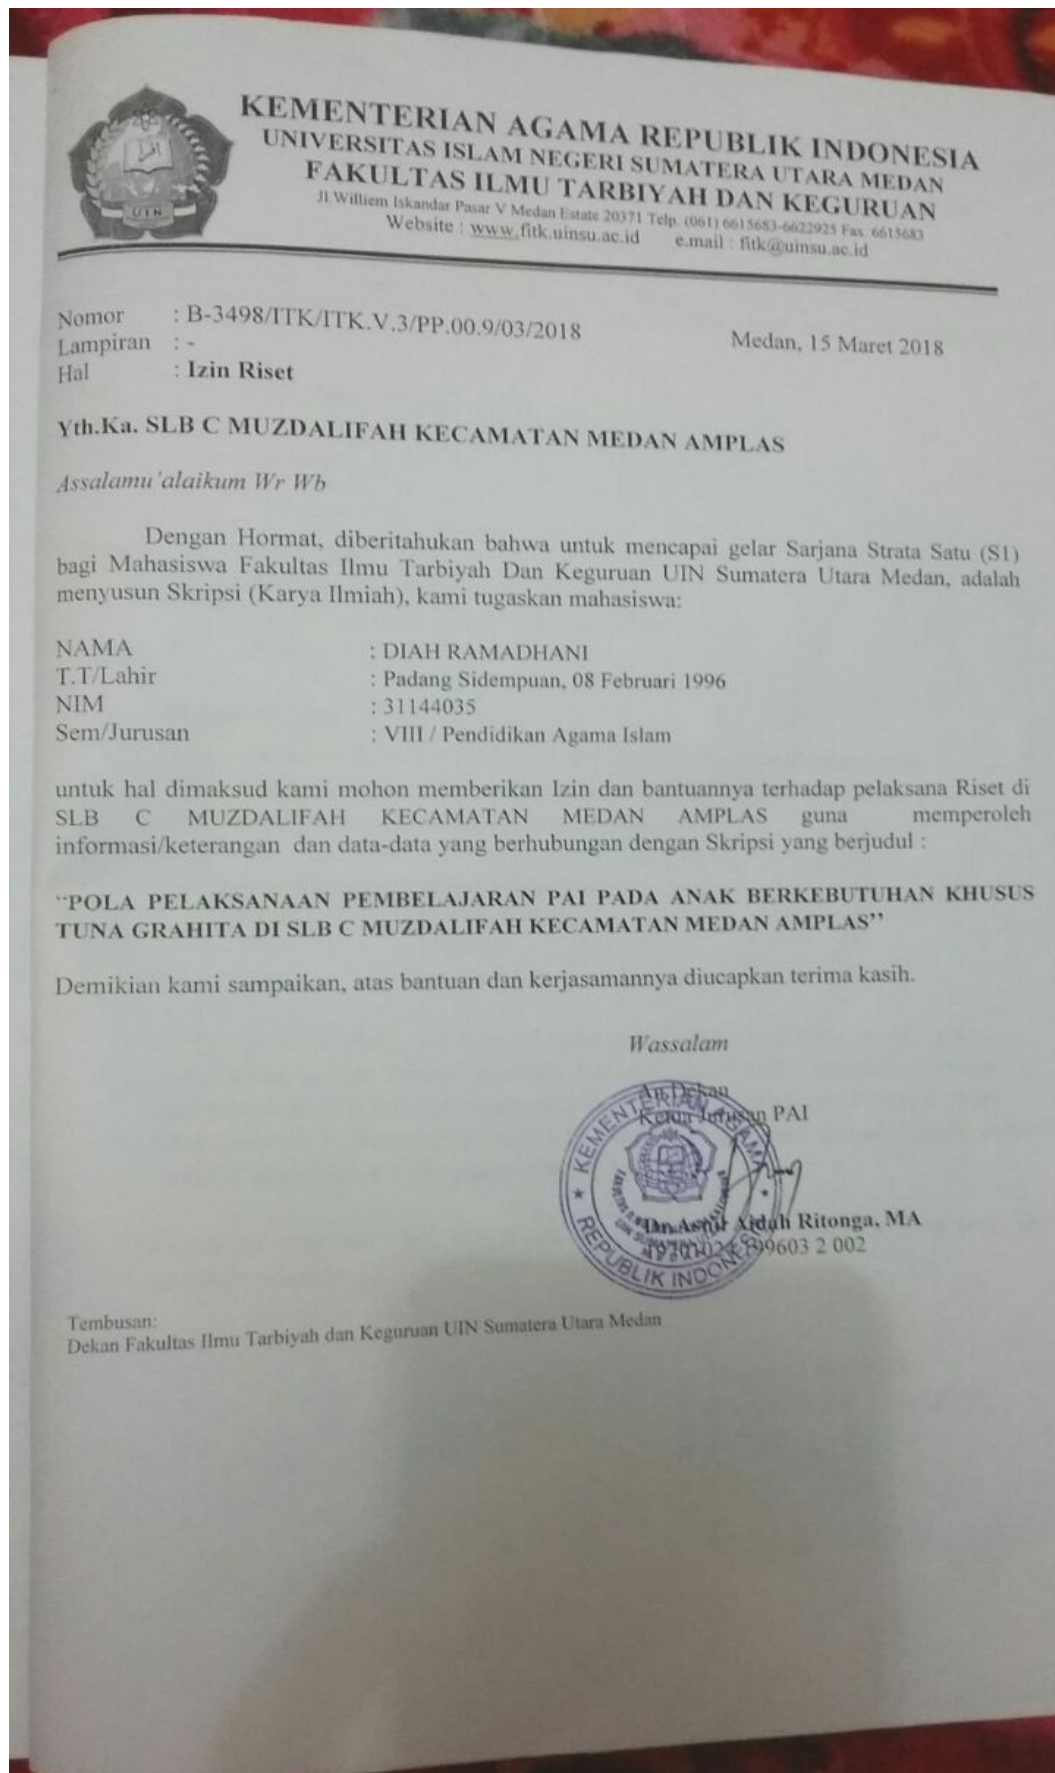 KEMENTERIAN AGAMA REPUBLIK INDONESIA
UNIVERSITAS ISLAM NEGERI SUMATERA UTARA MEDAN
FAKULTAS ILMU TARBIYAH DAN KEGURUAN
Jl.Williem Iskandar Pasar V Medan Estate 20371 Telp. (061) 6615683-6622925 Fax. 6615683
Website : www.fitk.uinsu.ac.id e.mail : fitk@uinsu.ac.id
UIN
Nomor : B-3498/ITK/ITK.V.3/PP.00.9/03/2018
Medan, 15 Maret 2018
Lampiran : -
Hal : Izin Riset
Yth.Ka. SLB C MUZDALIFAH KECAMATAN MEDAN AMPLAS
Assalamu'alaikum Wr Wb
Dengan Hormat, diberitahukan bahwa untuk mencapai gelar Sarjana Strata Satu (S1)
bagi Mahasiswa Fakultas Ilmu Tarbiyah Dan Keguruan UIN Sumatera Utara Medan, adalah
menyusun Skripsi (Karya Ilmiah), kami tugaskan mahasiswa:
NAMA : DIAH RAMADHANI
T.T/Lahir : Padang Sidempuan, 08 Februari 1996
NIM : 31144035
Sem/Jurusan : VIII / Pendidikan Agama Islam
untuk hal dimaksud kami mohon memberikan Izin dan bantuannya terhadap pelaksana Riset di
SLB C MUZDALIFAH KECAMATAN MEDAN AMPLAS guna memperoleh
informasi/keterangan dan data-data yang berhubungan dengan Skripsi yang berjudul :
"POLA PELAKSANAAN PEMBELAJARAN PAI PADA ANAK BERKEBUTUHAN KHUSUS
TUNA GRAHITA DI SLB C MUZDALIFAH KECAMATAN MEDAN AMPLAS"
Demikian kami sampaikan, atas bantuan dan kerjasamannya diucapkan terima kasih.
Wassalam
An.Dekan
Ketua Jurusan PAI
KEMENTERIAN AGAMA
REPUBLIK INDONESIA
Aidah Ritonga, MA
199603 2 002
Tembusan:
Dekan Fakultas Ilmu Tarbiyah dan Keguruan UIN Sumatera Utara Medan